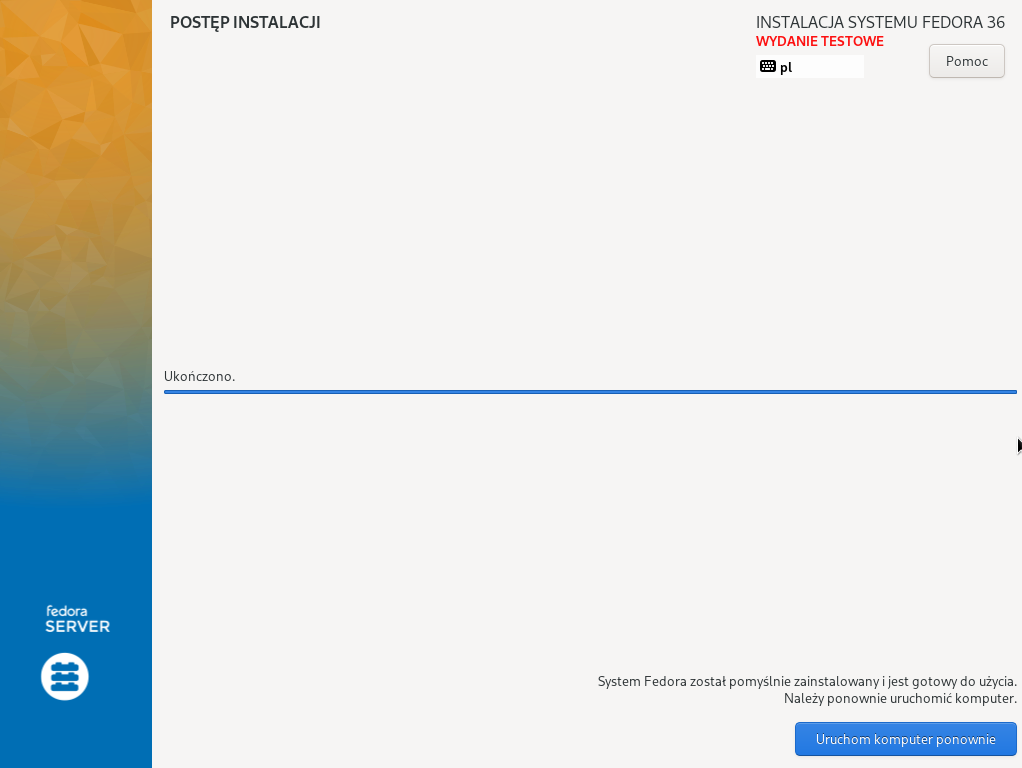 POSTĘP INSTALACJI
INSTALACJA SYSTEMU FEDORA 36
WYDANIE TESTOWE
pl
Pomoc
Ukończono.
fedora
SERVER
System Fedora został pomyślnie zainstalowany i jest gotowy do użycia.
Należy ponownie uruchomić komputer.
Uruchom komputer ponownie